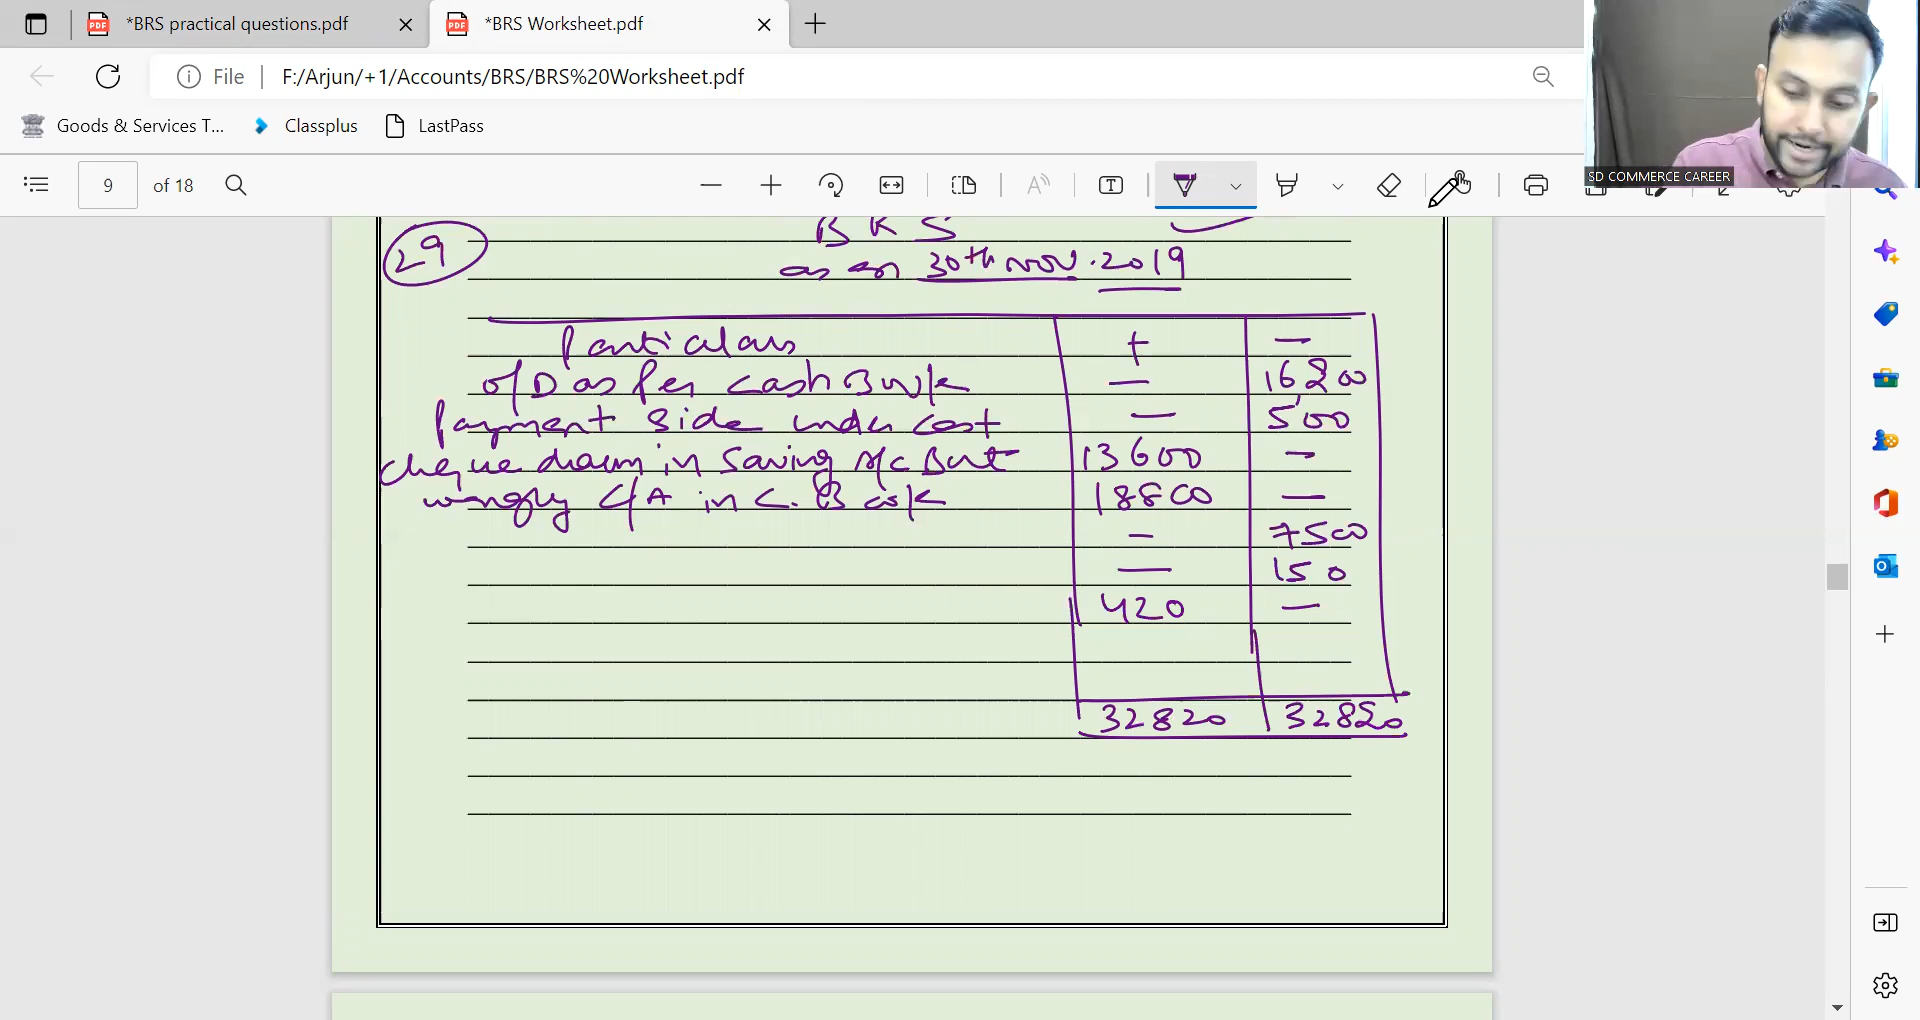 *BRS practical questions.pdf
*BRS Worksheet.pdf
File F:/Arjun/+1/Accounts/BRS/BRS%20Worksheet.pdf
Goods & Services T...
Classplus
LastPass
9 of 18
SD COMMERCE CAREER
29
BRS
as on 30th Nov. 2019
Particulars + -
O/D as Per cash Book - 16200
Payment side under cast - 500
cheque drawn in Saving A/c But 13600 -
wrongly C/A in C. Book 18800 -
- 7500
- 150
420 -
32820 32820